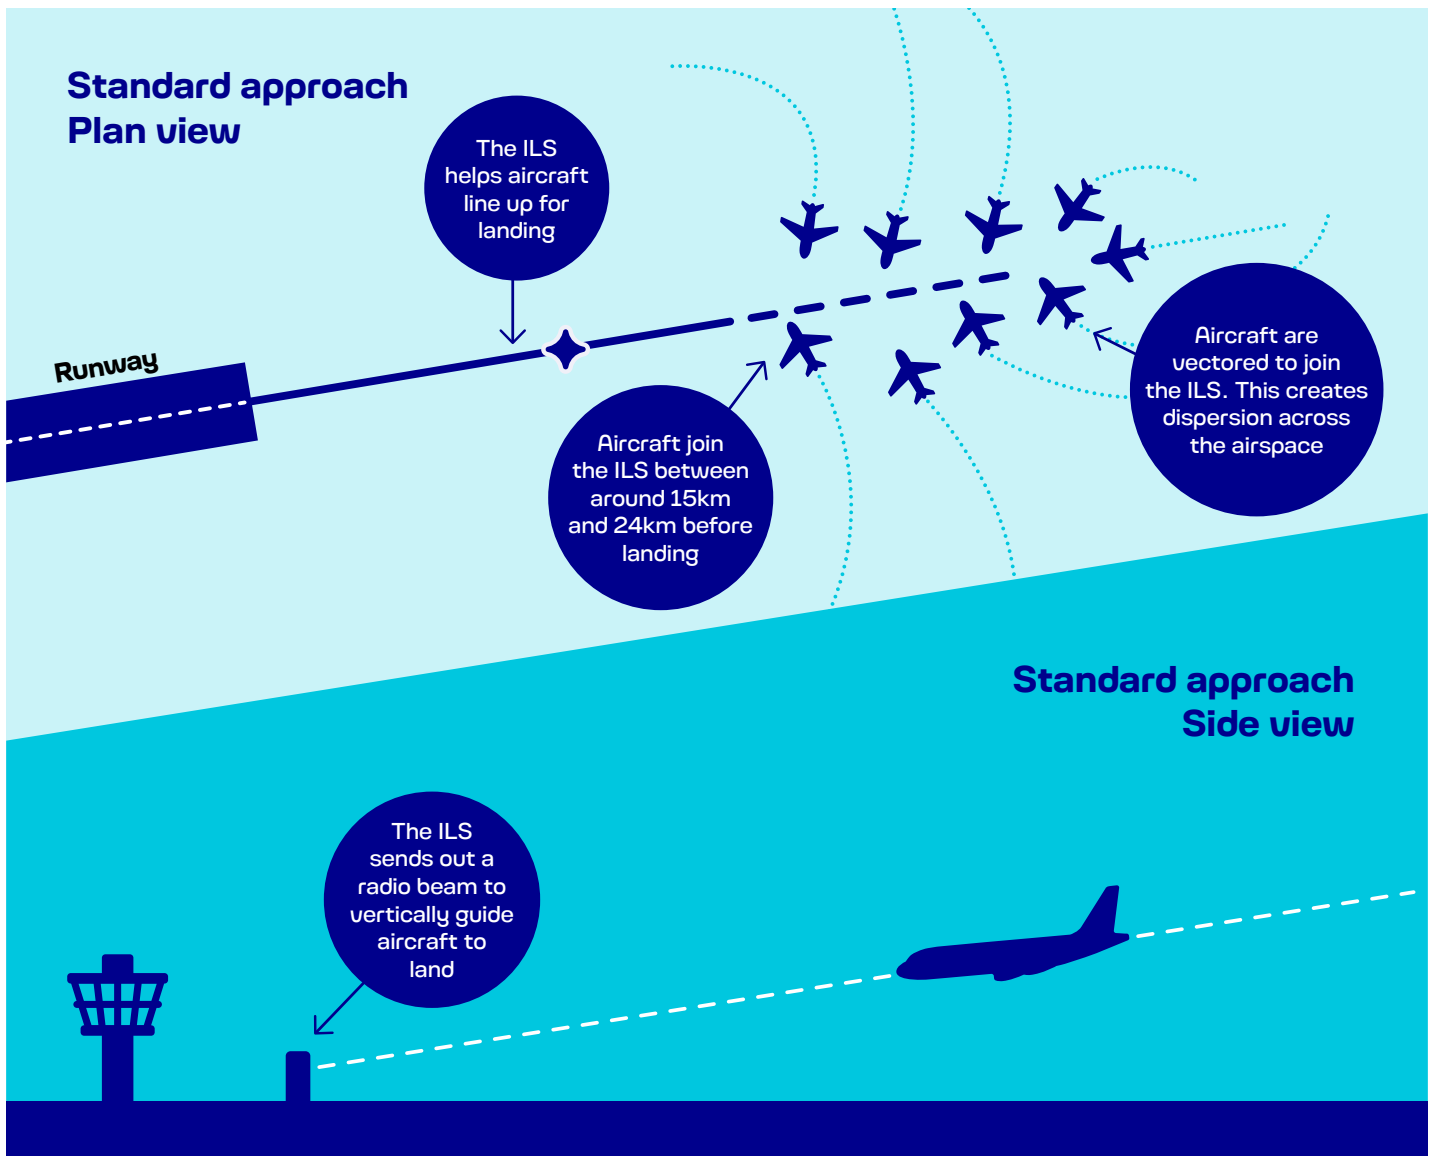 Standard approach
Plan view
The ILS
helps aircraft
line up for
landing
Runway
Aircraft are
vectored to join
the ILS. This creates
dispersion across
the airspace
Aircraft join
the ILS between
around 15km
and 24km before
landing
Standard approach
Side view
The ILS
sends out a
radio beam to
vertically guide
aircraft to
land